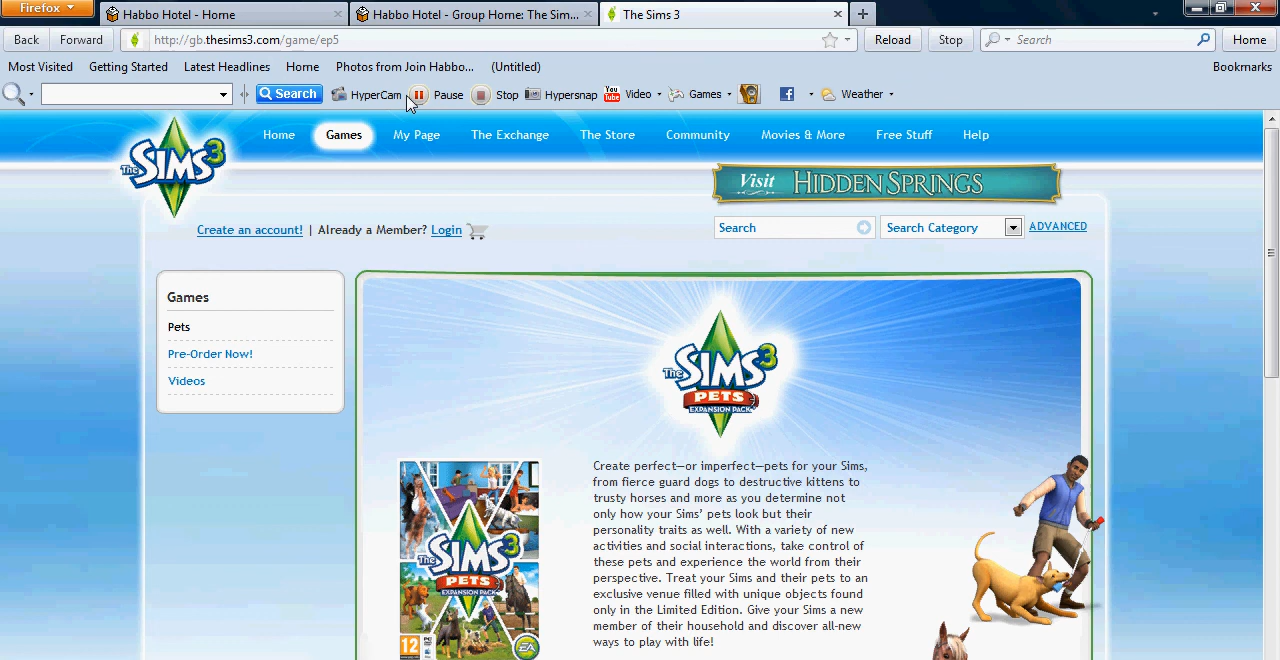 Firefox
Habbo Hotel - Home
Habbo Hotel - Group Home: The Sim...
The Sims 3
Back
Forward
http://gb.thesims3.com/game/ep5
Reload
Stop
Search
Home
Most Visited
Getting Started
Latest Headlines
Home
Photos from Join Habbo...
(Untitled)
Bookmarks
Search
HyperCam
Pause
Stop
Hypersnap
You Tube
Video
Games
Weather
The SIMS 3
Home
Games
My Page
The Exchange
The Store
Community
Movies & More
Free Stuff
Help
Visit HIDDEN SPRINGS
Create an account! | Already a Member? Login
Search
Search Category
ADVANCED
Games
Pets
Pre-Order Now!
Videos
The SIMS 3
PETS
EXPANSION PACK
The SIMS 3
PETS
EXPANSION PACK
12
EA
Create perfect—or imperfect—pets for your Sims,
from fierce guard dogs to destructive kittens to
trusty horses and more as you determine not
only how your Sims' pets look but their
personality traits as well. With a variety of new
activities and social interactions, take control of
these pets and experience the world from their
perspective. Treat your Sims and their pets to an
exclusive venue filled with unique objects found
only in the Limited Edition. Give your Sims a new
member of their household and discover all-new
ways to play with life!